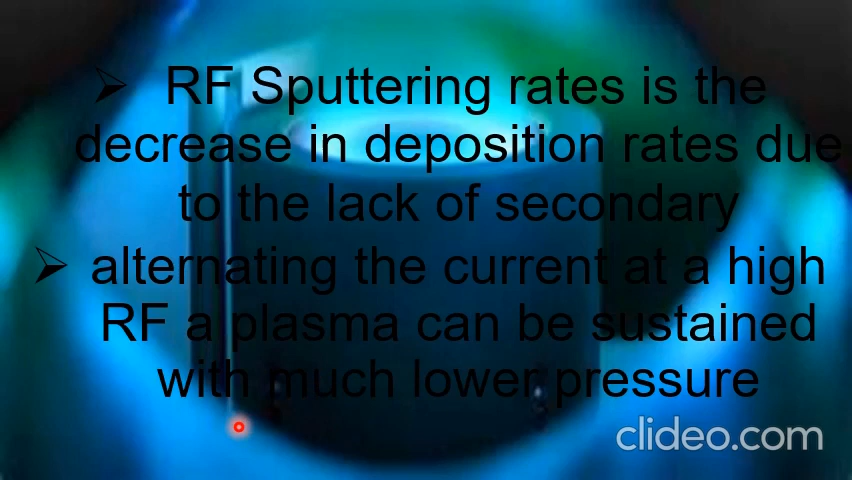 ➢ RF Sputtering rates is the
decrease in deposition rates due
to the lack of secondary
➢ alternating the current at a high
RF a plasma can be sustained
with much lower pressure
clideo.com